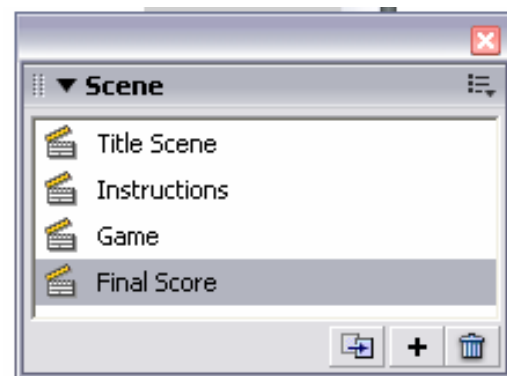 Scene
Title Scene
Instructions
Game
Final Score